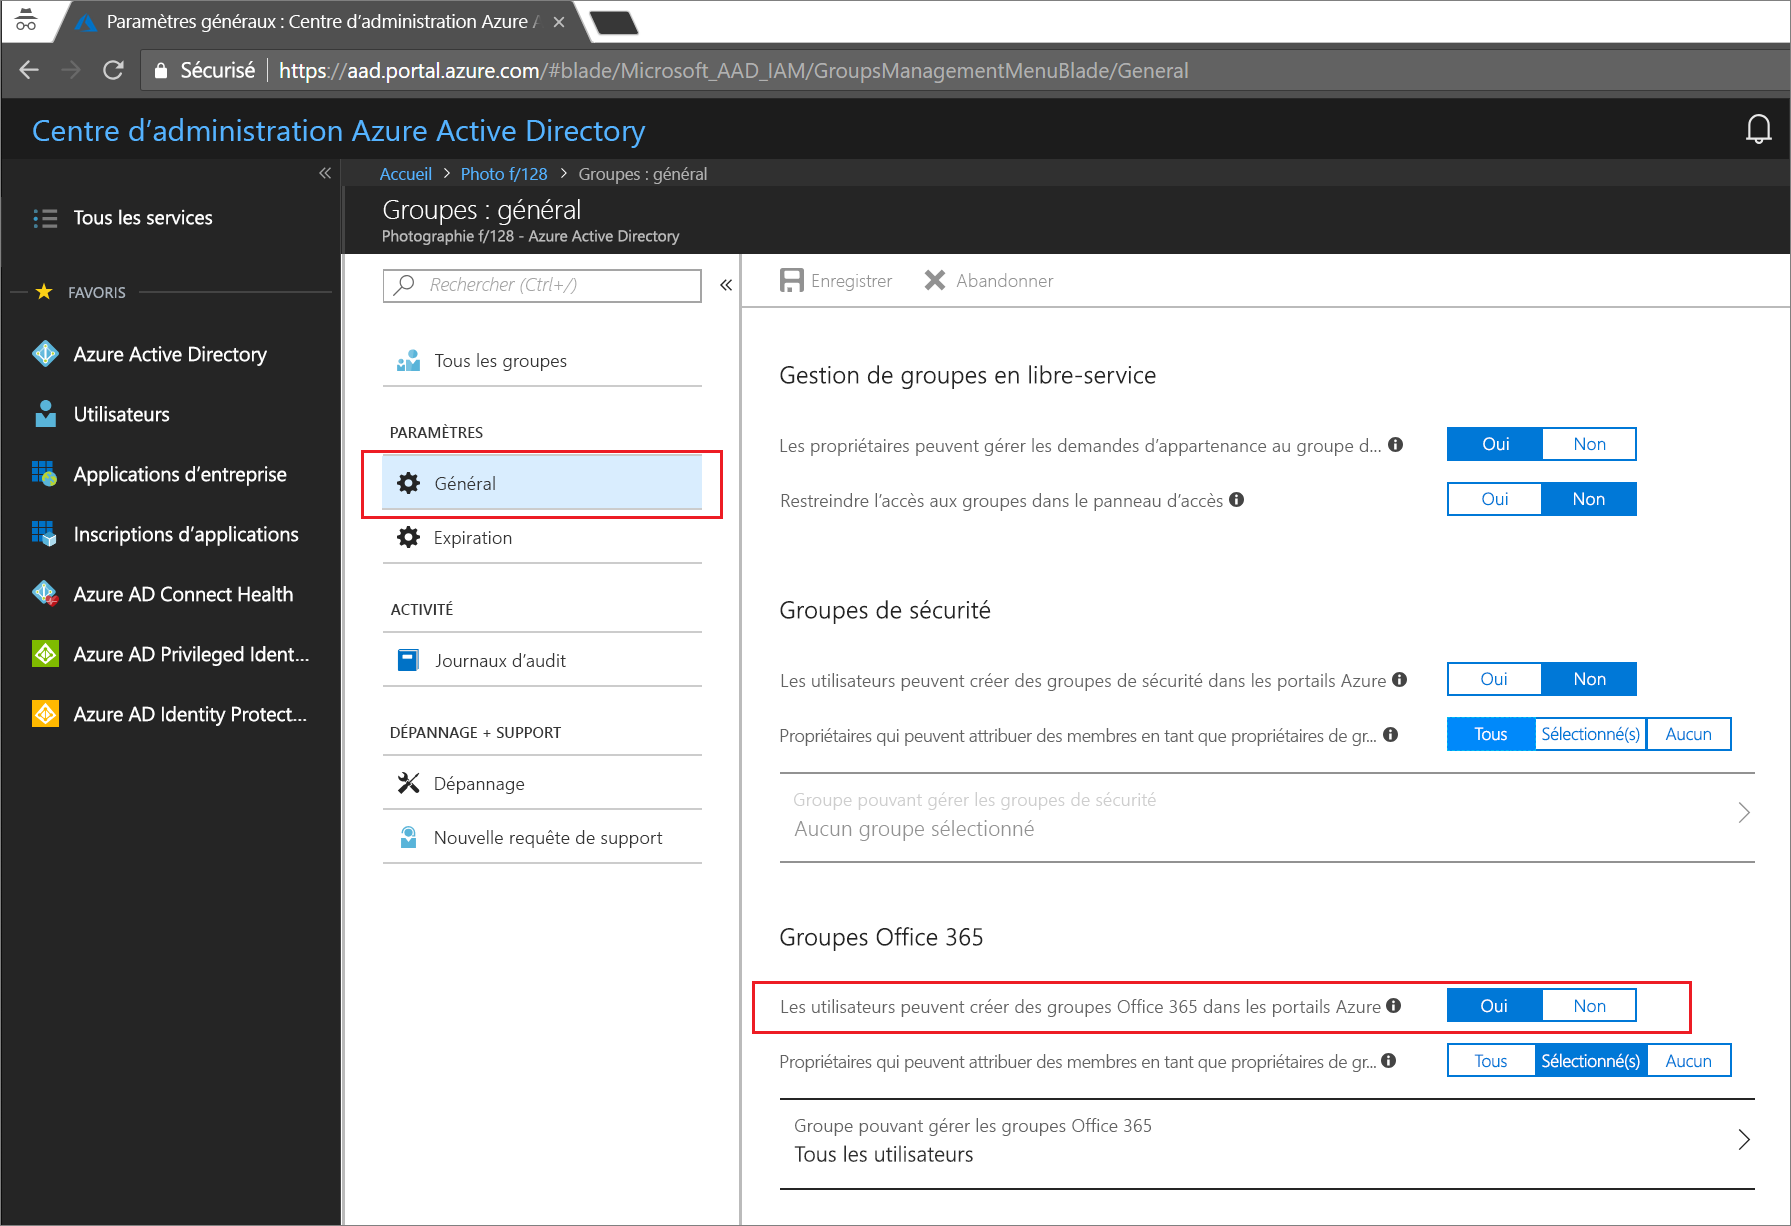 Paramètres généraux : Centre d’administration Azure A
Sécurisé
https://aad.portal.azure.com/#blade/Microsoft_AAD_IAM/GroupsManagementMenuBlade/General
Centre d’administration Azure Active Directory
Accueil > Photo f/128 > Groupes : général
Groupes : général
Photographie f/128 - Azure Active Directory
Tous les services
FAVORIS
Azure Active Directory
Utilisateurs
Applications d’entreprise
Inscriptions d’applications
Azure AD Connect Health
Azure AD Privileged Ident...
Azure AD Identity Protect...
Rechercher (Ctrl+/)
Tous les groupes
PARAMÈTRES
Général
Expiration
ACTIVITÉ
Journaux d’audit
DÉPANNAGE + SUPPORT
Dépannage
Nouvelle requête de support
Enregistrer
Abandonner
Gestion de groupes en libre-service
Les propriétaires peuvent gérer les demandes d’appartenance au groupe d...
Oui Non
Restreindre l’accès aux groupes dans le panneau d’accès
Oui Non
Groupes de sécurité
Les utilisateurs peuvent créer des groupes de sécurité dans les portails Azure
Oui Non
Propriétaires qui peuvent attribuer des membres en tant que propriétaires de gr...
Tous Sélectionné(s) Aucun
Groupe pouvant gérer les groupes de sécurité
Aucun groupe sélectionné
Groupes Office 365
Les utilisateurs peuvent créer des groupes Office 365 dans les portails Azure
Oui Non
Propriétaires qui peuvent attribuer des membres en tant que propriétaires de gr...
Tous Sélectionné(s) Aucun
Groupe pouvant gérer les groupes Office 365
Tous les utilisateurs